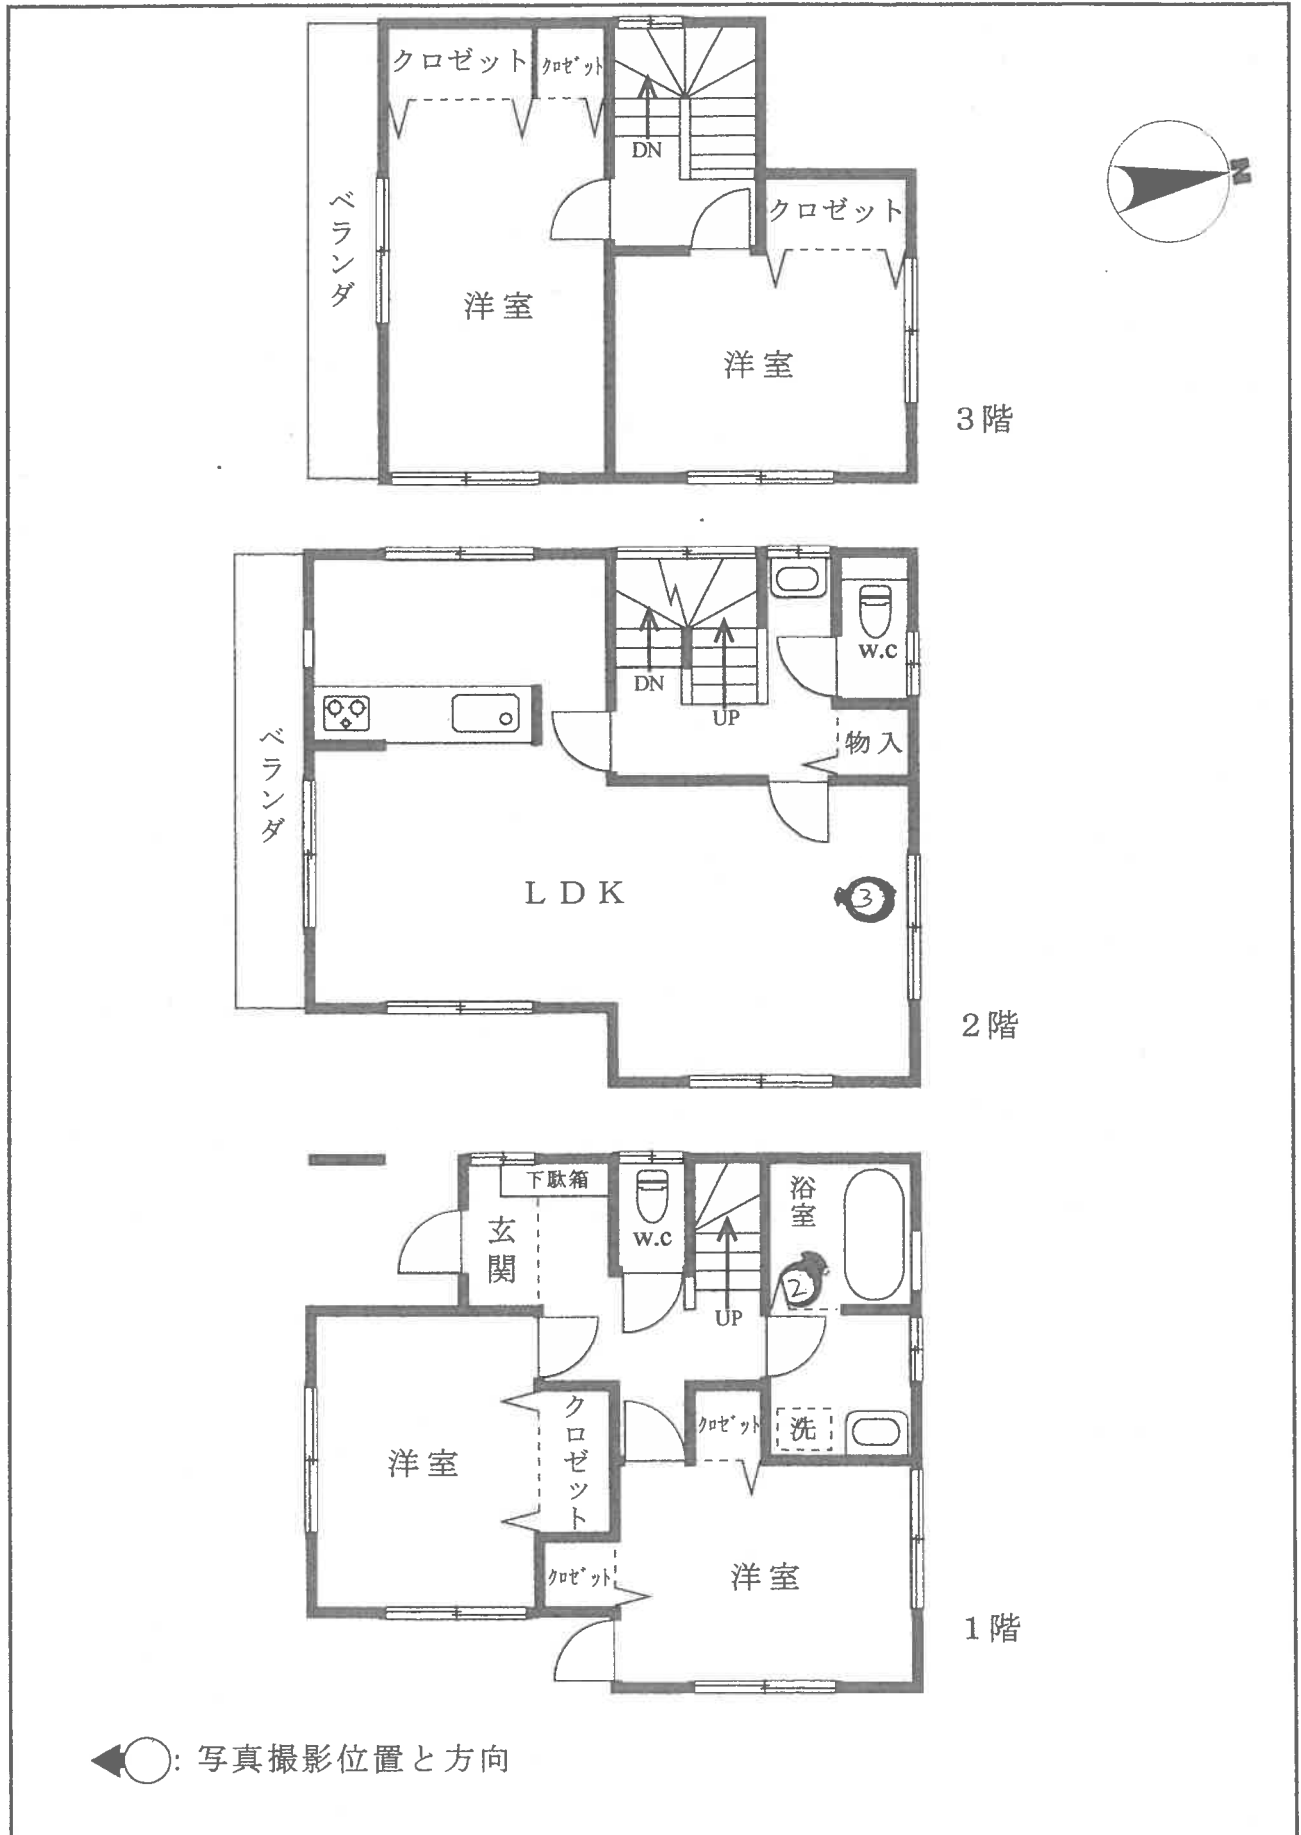 クロゼット
クロゼット
DN
ベランダ
洋室
クロゼット
洋室
N
3階
DN
UP
W.C
物入
ベランダ
LDK
3
2階
下駄箱
玄関
W.C
UP
浴室
2
洋室
クロゼット
クロゼット
洗
クロゼット
洋室
1階
: 写真撮影位置と方向